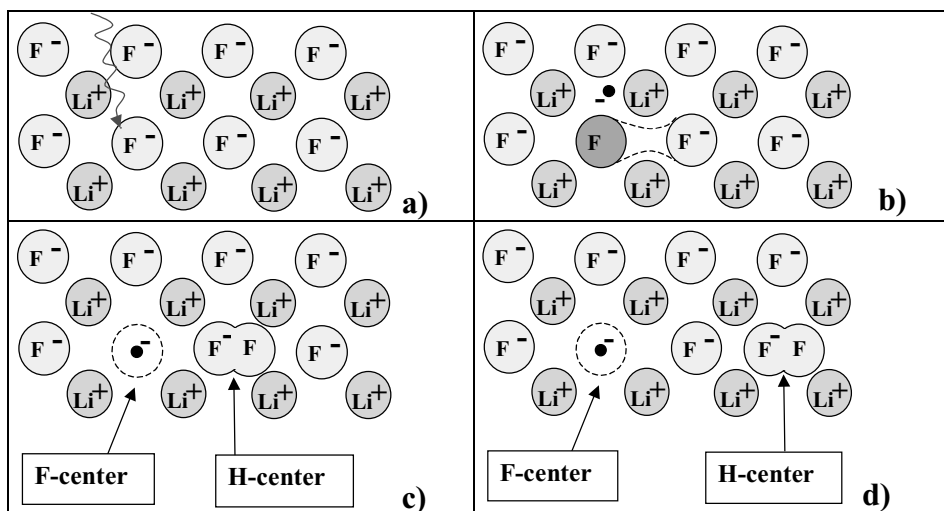 F⁻ F⁻ F⁻ F⁻
Li⁺ Li⁺ Li⁺ Li⁺
F⁻ F⁻ F⁻ F⁻
Li⁺ Li⁺ Li⁺ Li⁺
a)
F⁻ F⁻ F⁻ F⁻
Li⁺ - Li⁺ Li⁺ Li⁺
F⁻ F F⁻ F⁻
Li⁺ Li⁺ Li⁺ Li⁺
b)
F⁻ F⁻ F⁻ F⁻
Li⁺ Li⁺ Li⁺ Li⁺
F⁻ - F⁻ F F⁻
Li⁺ Li⁺ Li⁺ Li⁺
F-center H-center
c)
F⁻ F⁻ F⁻ F⁻
Li⁺ Li⁺ Li⁺ Li⁺
F⁻ - F⁻ F⁻ F
Li⁺ Li⁺ Li⁺ Li⁺
F-center H-center
d)